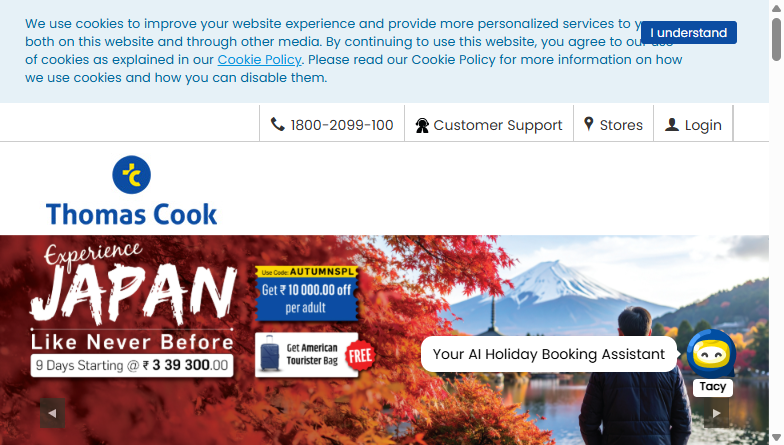 We use cookies to improve your website experience and provide more personalized services to
both on this website and through other media. By continuing to use this website, you agree to
of cookies as explained in our Cookie Policy. Please read our Cookie Policy for more information on how
we use cookies and how you can disable them.
I understand
1800-2099-100
Customer Support
Stores
Login
Thomas Cook
Experience
JAPAN
Like Never Before
9 Days Starting @ ₹ 3 39 300.00
Use Code: AUTUMNSPL
Get ₹ 10 000.00 off
per adult
Get American
Tourister Bag
FREE
Your AI Holiday Booking Assistant
Tacy